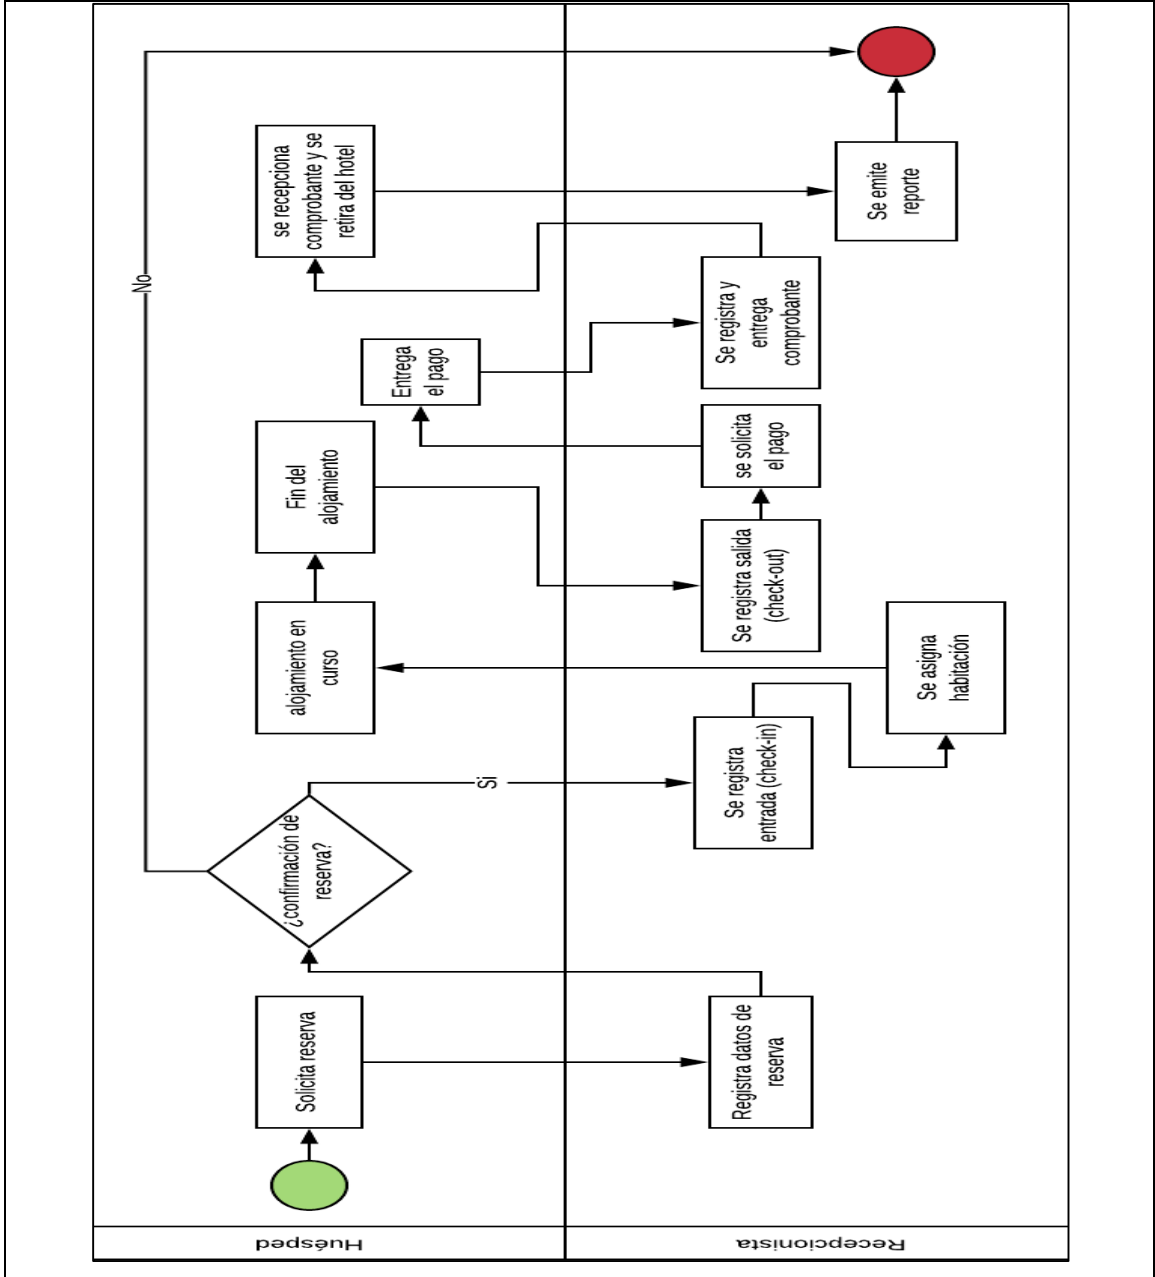 Huésped
Recepcionista
Solicita reserva
Registra datos de
reserva
¿confirmación de
reserva?
No
Si
Se registra
entrada (check-in)
Se asigna
habitación
alojamiento en
curso
Fin del
alojamiento
Se registra salida
(check-out)
se solicita
el pago
Entrega
el pago
Se registra y
entrega
comprobante
se recepciona
comprobante y se
retira del hotel
Se emite
reporte